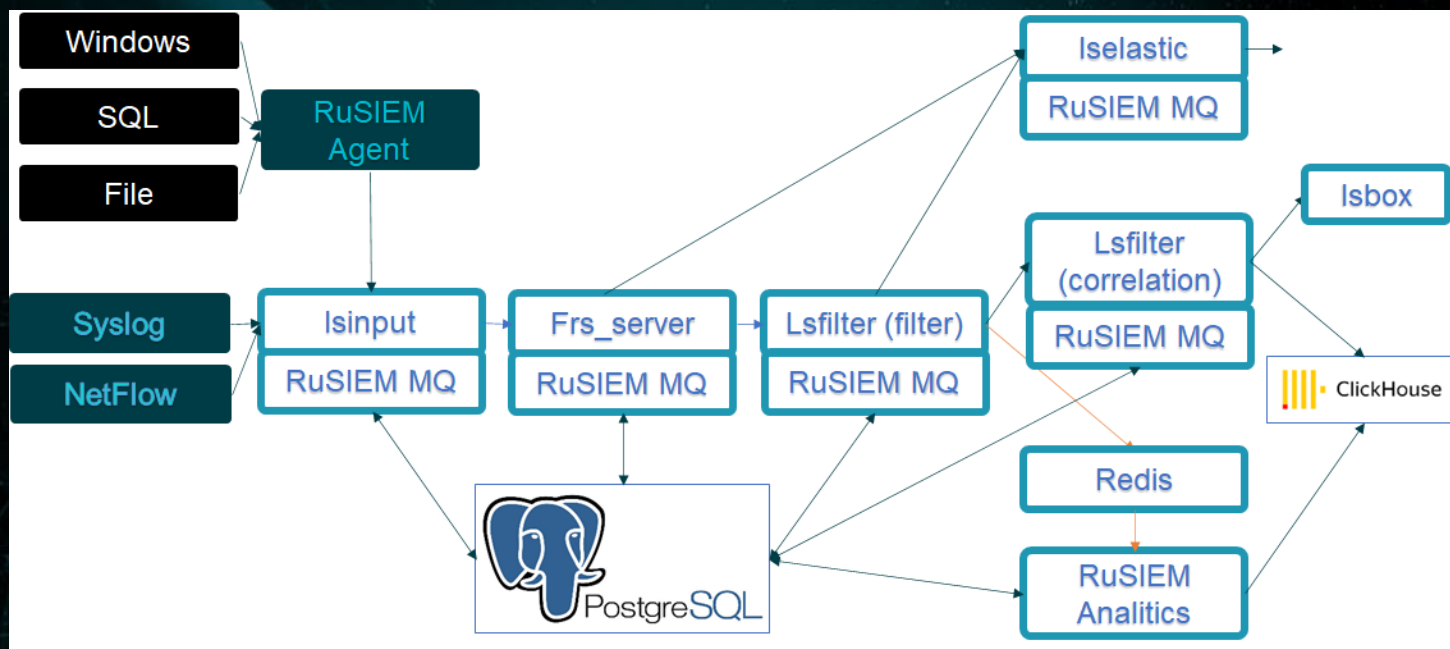 Windows
SQL
File
RuSIEM
Agent
Syslog
NetFlow
lsinput
RuSIEM MQ
Frs_server
RuSIEM MQ
Lsfilter (filter)
RuSIEM MQ
lselastic
RuSIEM MQ
Lsfilter
(correlation)
RuSIEM MQ
lsbox
ClickHouse
Redis
RuSIEM
Analitics
PostgreSQL